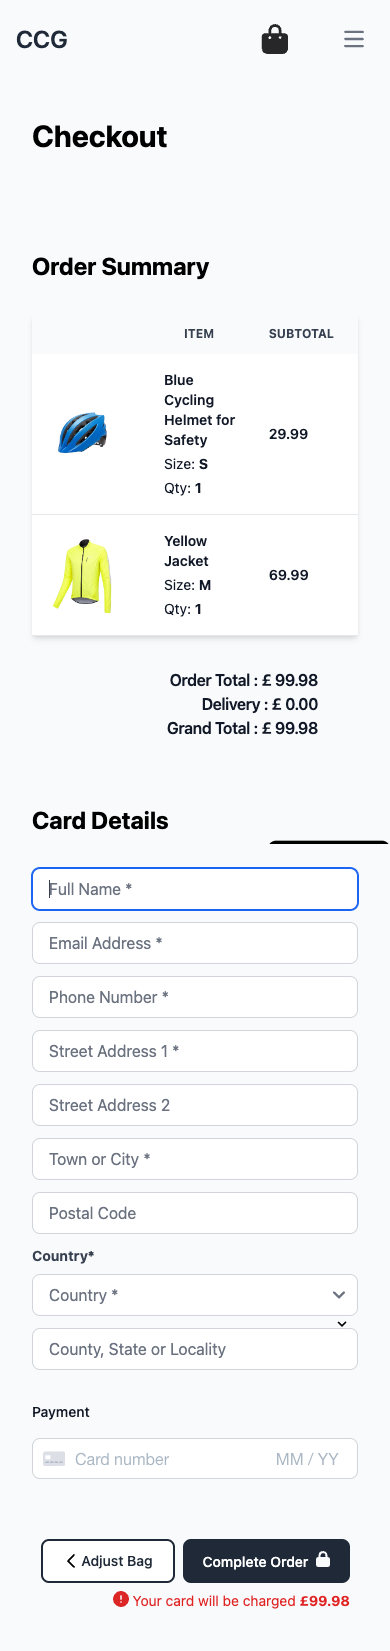 CCG
Checkout
Order Summary
ITEM SUBTOTAL
Blue
Cycling
Helmet for
Safety
Size: S
Qty: 1
29.99
Yellow
Jacket
Size: M
Qty: 1
69.99
Order Total : £ 99.98
Delivery : £ 0.00
Grand Total : £ 99.98
Card Details
Full Name *
Email Address *
Phone Number *
Street Address 1 *
Street Address 2
Town or City *
Postal Code
Country*
Country *
County, State or Locality
Payment
Card number MM / YY
Adjust Bag Complete Order
Your card will be charged £99.98